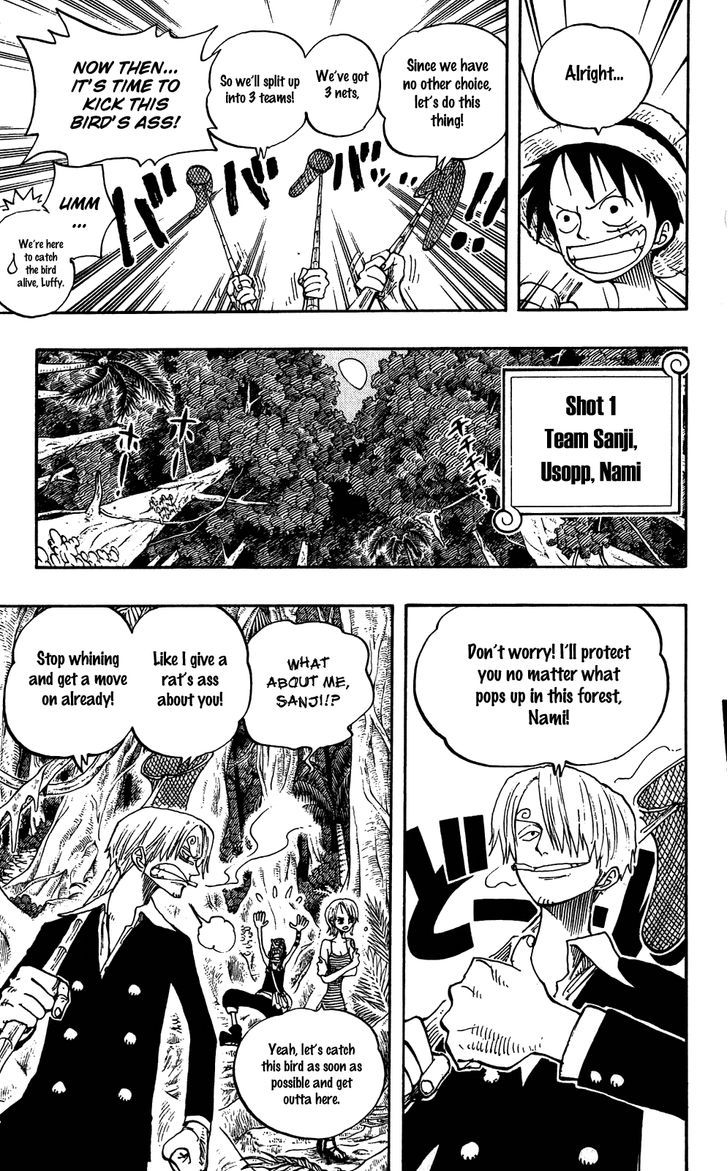 Alright...
Since we have
no other choice,
let's do this
thing!
We've got
3 nets,
So we'll split up
into 3 teams!
NOW THEN...
IT'S TIME TO
KICK THIS
BIRD'S ASS!
バ
バ
バ
UMM
...
We're here
to catch
the bird
alive, Luffy.
Shot 1
Team Sanji,
Usopp, Nami
Don't worry! I'll protect
you no matter what
pops up in this forest,
Nami!
WHAT
ABOUT ME,
SANJI!?
Like I give a
rat's ass
about you!
Stop whining
and get a move
on already!
Yeah, let's catch
this bird as soon as
possible and get
outta here.